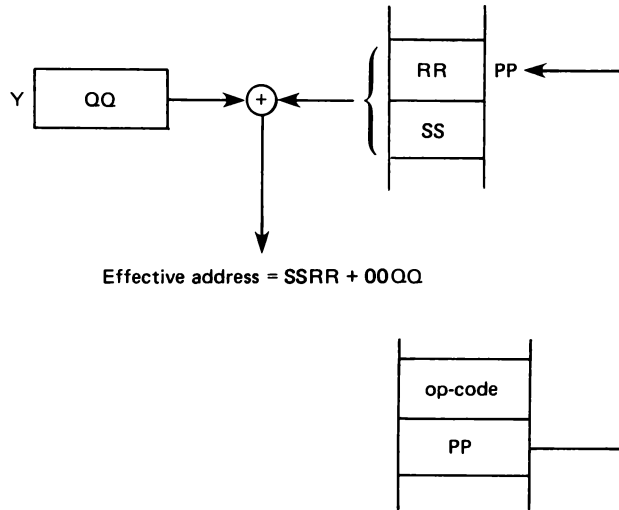 RR PP
Y QQ +
SS
Effective address = SSRR + 00QQ
op-code
PP